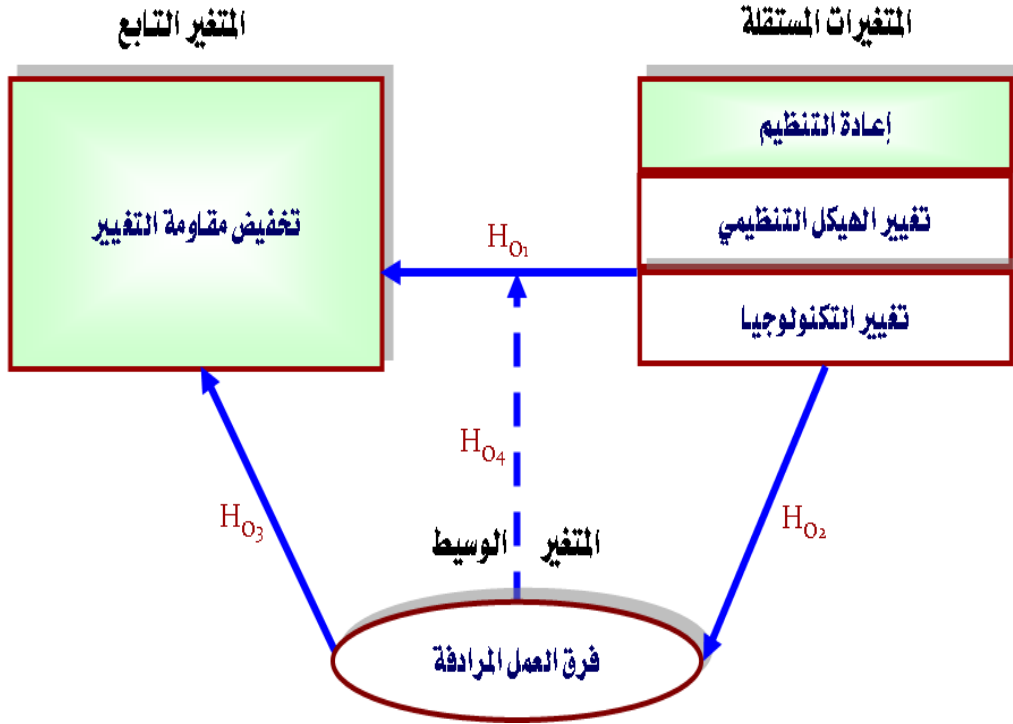 المتغيرات المستقلة
المتغير التابع
إعادة التنظيم
تغيير الهيكل التنظيمي
تغيير التكنولوجيا
تخفيض مقاومة التغيير
HO1
HO4
HO2
HO3
المتغير الوسيط
فرق العمل المرادفة